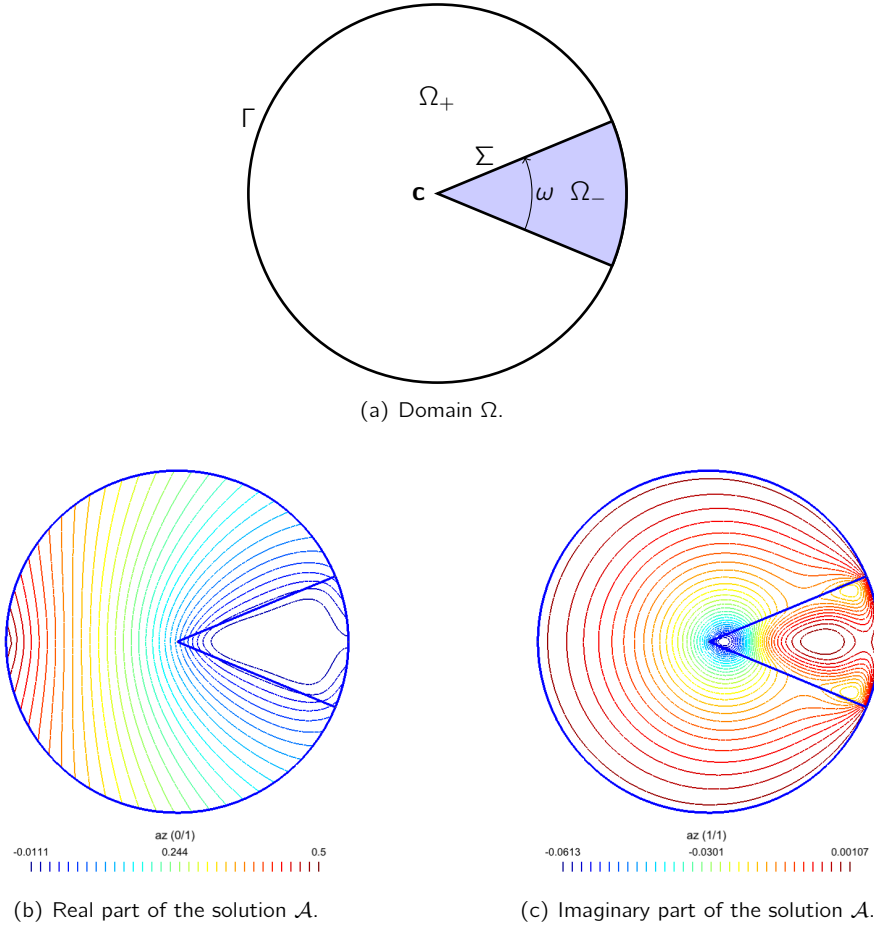 Ω₊
Γ
Σ
c
ω
Ω₋
(a) Domain Ω.
az (0/1)
-0.0111 0.244 0.5
(b) Real part of the solution 𝒜.
az (1/1)
-0.0613 -0.0301 0.00107
(c) Imaginary part of the solution 𝒜.